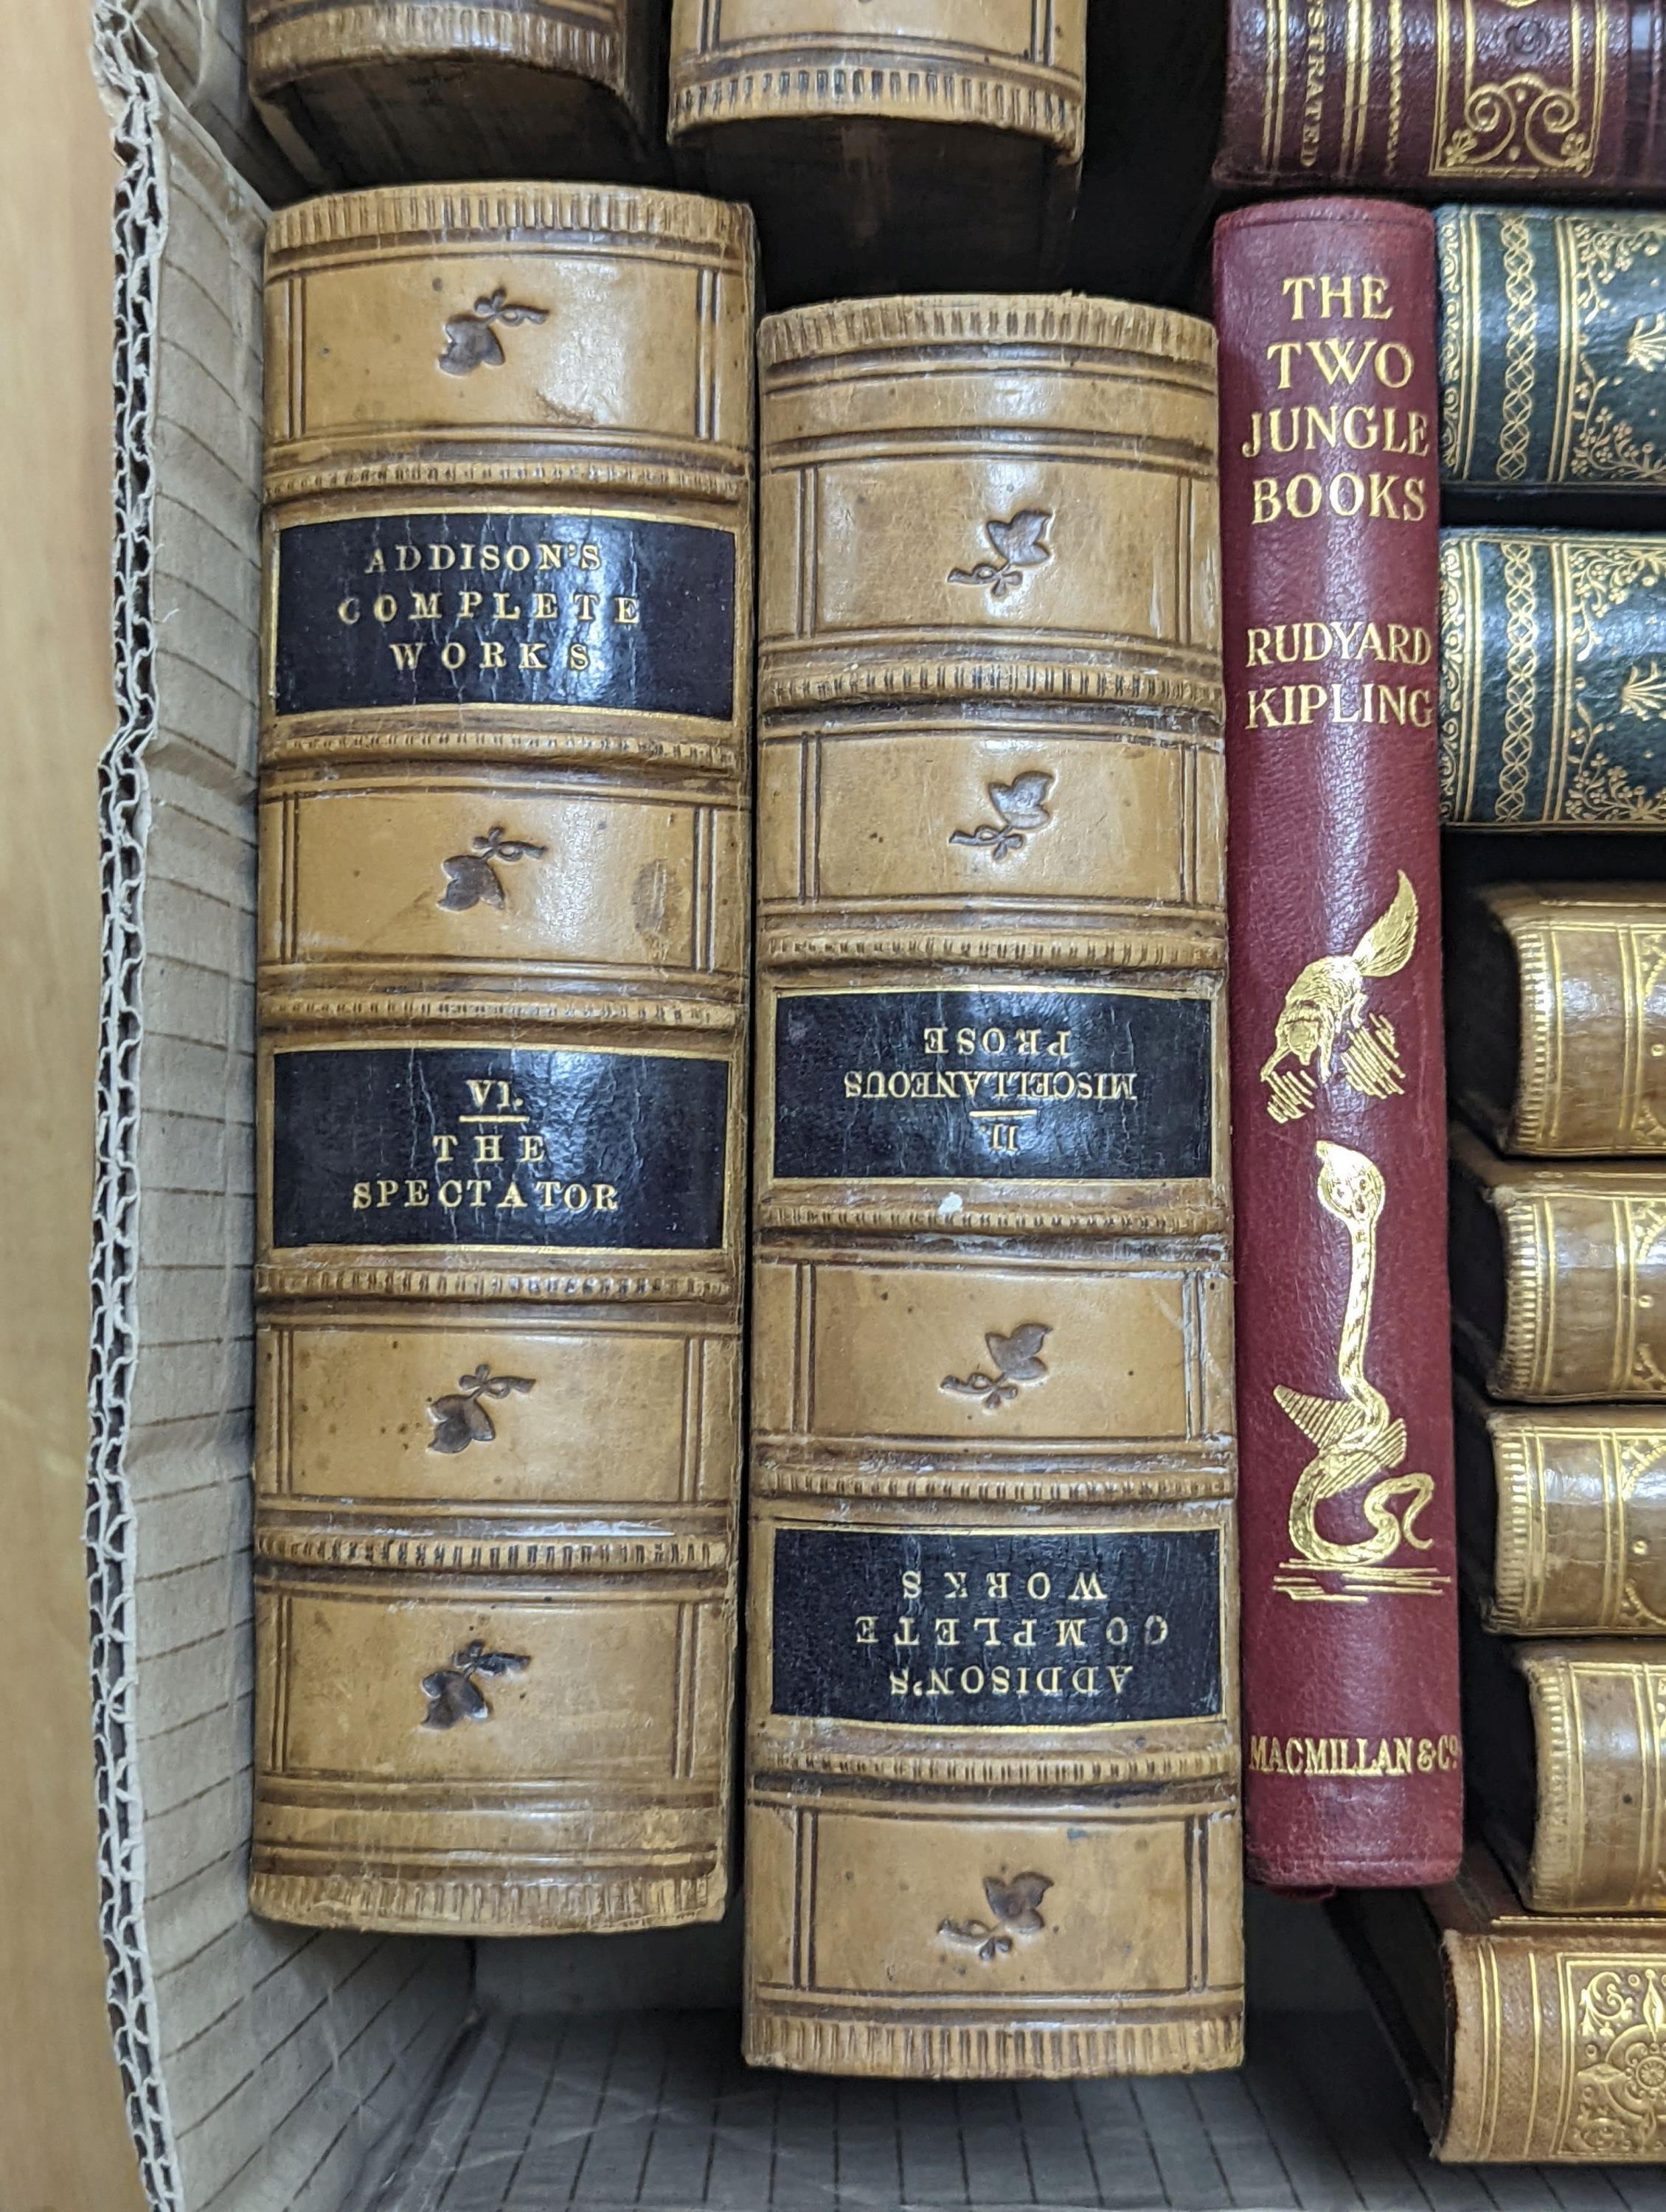 ADDISON'S
COMPLETE
WORKS
VI.
THE
SPECTATOR
ADDISON'S
COMPLETE
WORKS
II.
MISCELLANEOUS
PROSE
THE
TWO
JUNGLE
BOOKS
RUDYARD
KIPLING
MACMILLAN & Co.